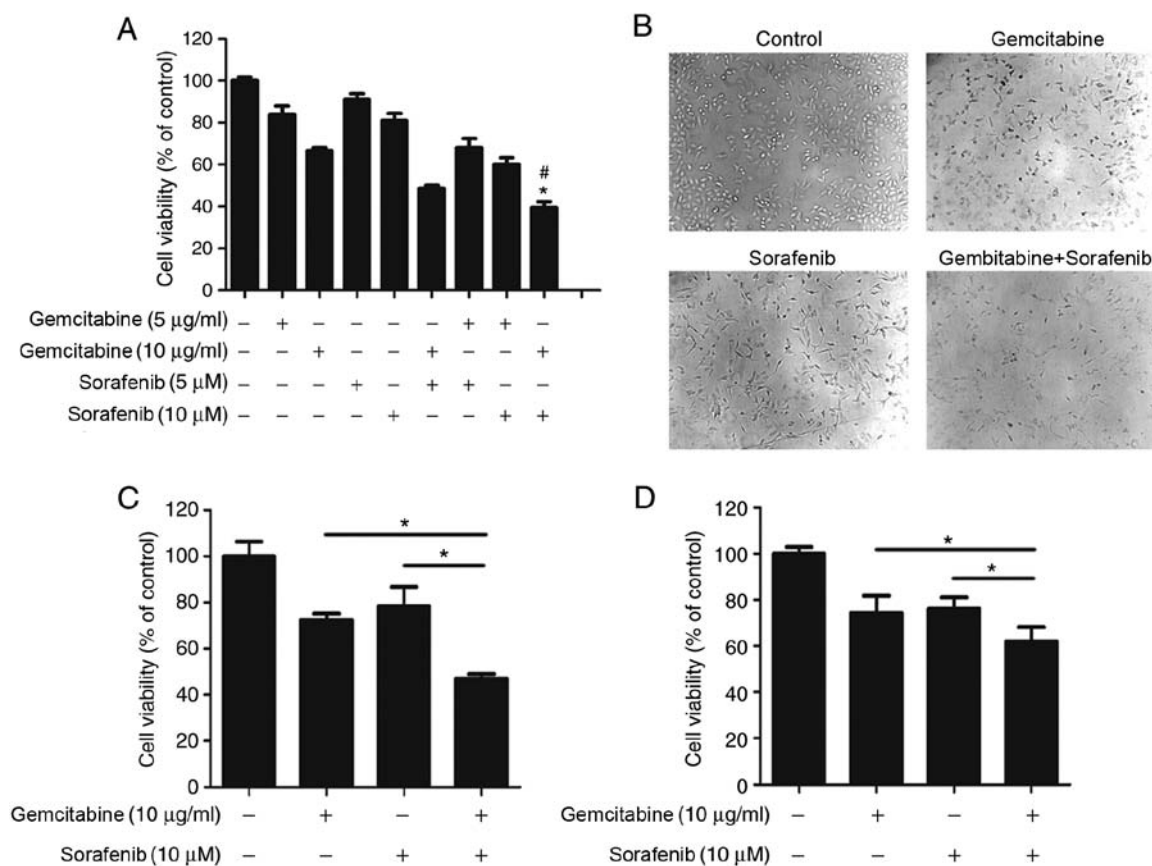 A
Cell viability (% of control)
120
100
80
60
40
20
0
#
*
Gemcitabine (5 μg/ml) – + – – – – + + –
Gemcitabine (10 μg/ml) – – + – – + – – +
Sorafenib (5 μM) – – – + – + + – –
Sorafenib (10 μM) – – – – + – – + +
B
Control
Gemcitabine
Sorafenib
Gembitabine+Sorafenib
C
Cell viability (% of control)
120
100
80
60
40
20
0
*
*
Gemcitabine (10 μg/ml) – + – +
Sorafenib (10 μM) – – + +
D
Cell viability (% of control)
120
100
80
60
40
20
0
*
*
Gemcitabine (10 μg/ml) – + – +
Sorafenib (10 μM) – – + +